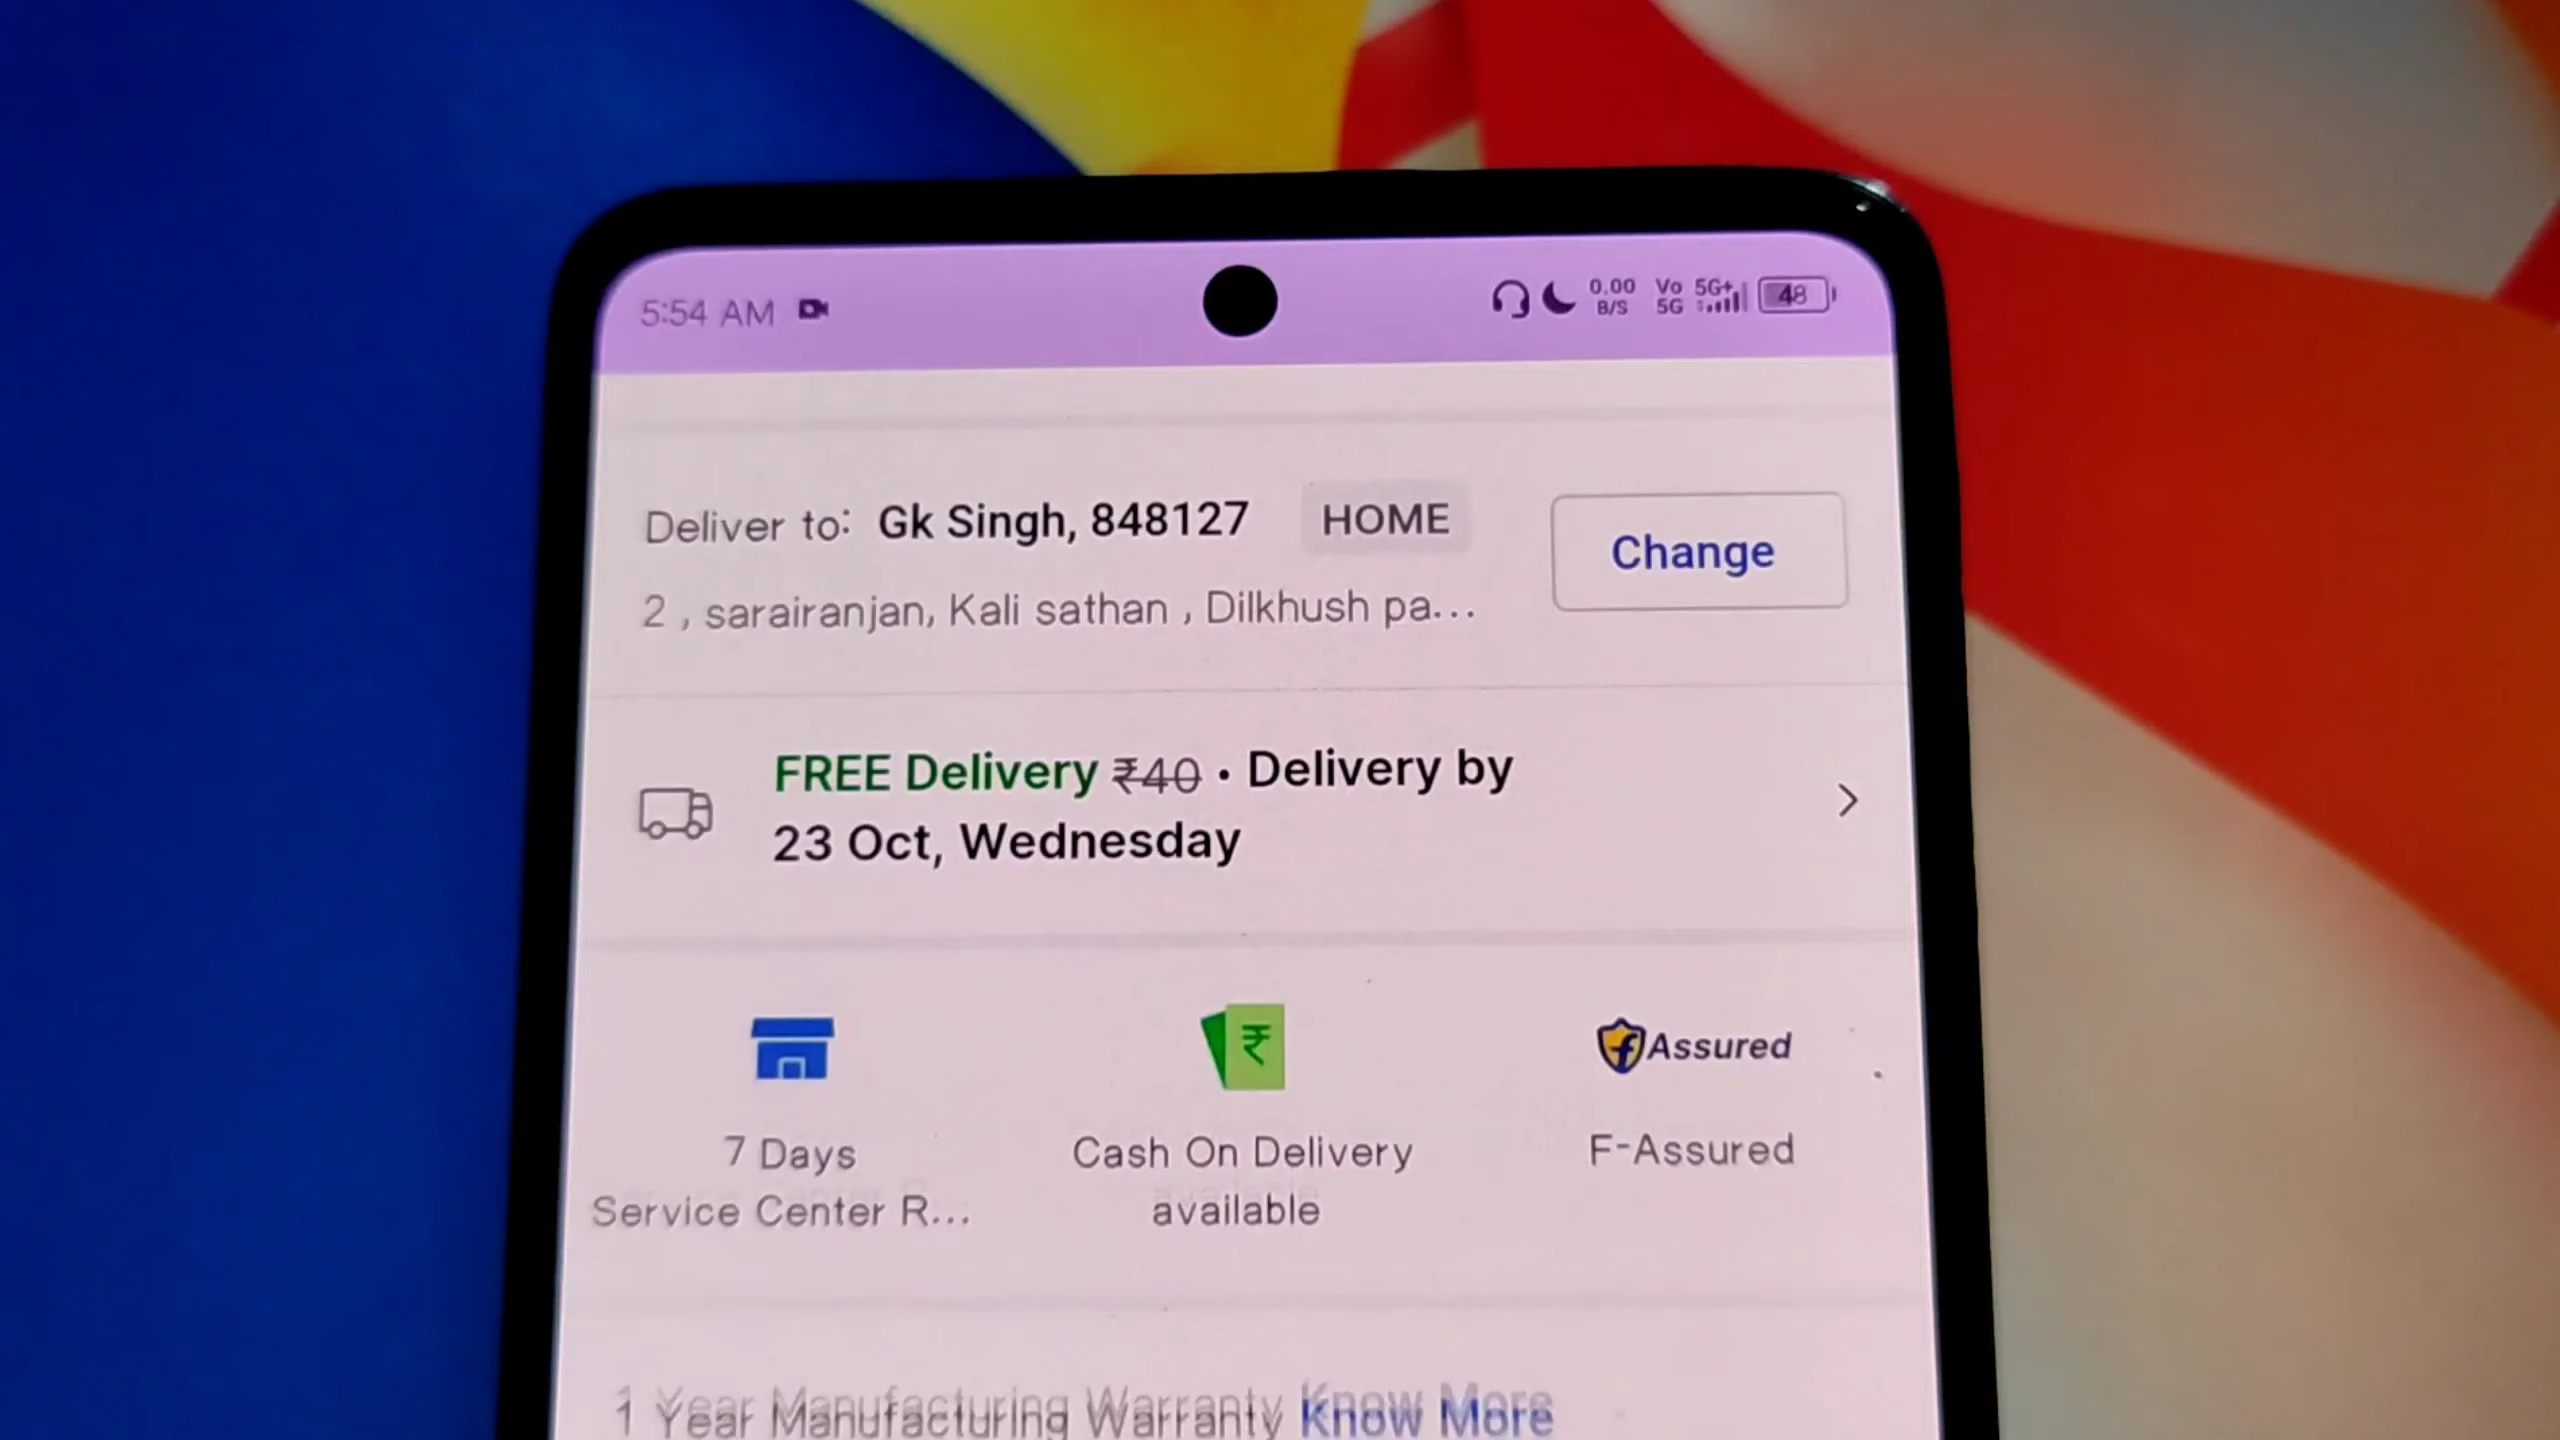 5:54 AM
0.00 B/S Vo 5G 5G+ 48
Deliver to: Gk Singh, 848127 HOME
Change
2 , sarairanjan, Kali sathan , Dilkhush pa...
FREE Delivery ₹40 • Delivery by
23 Oct, Wednesday
₹
f Assured
7 Days
Service Center R...
Cash On Delivery
available
F-Assured
1 Year Manufacturing Warranty Know More